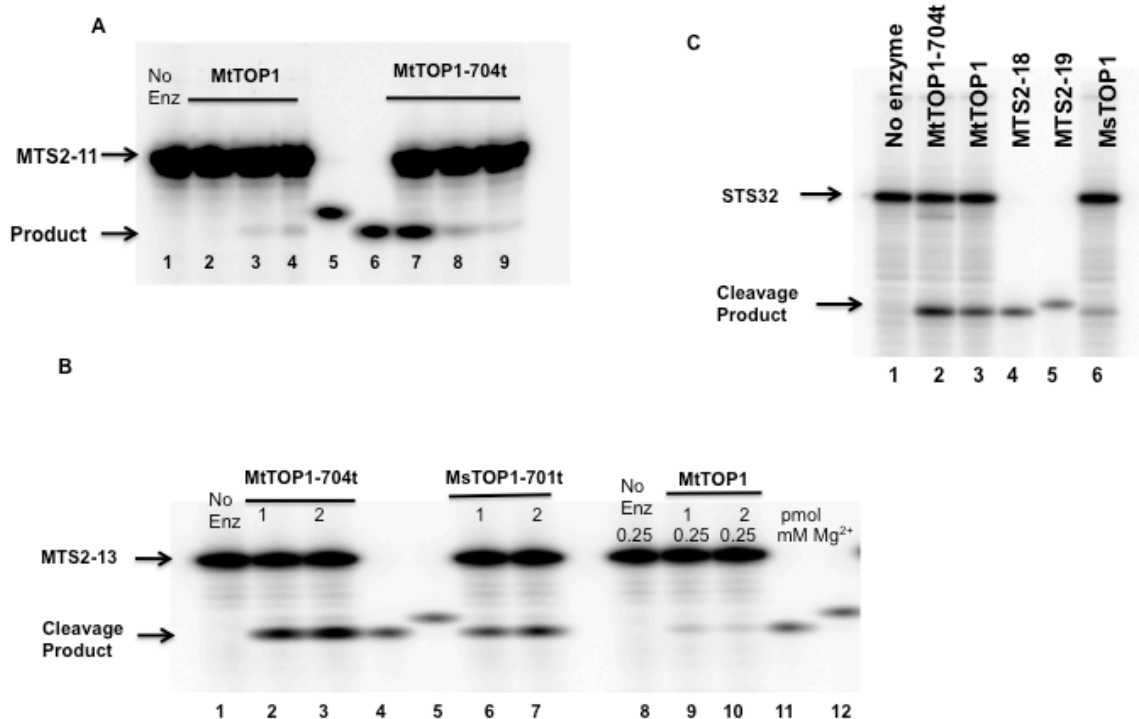 A
No
Enz
MtTOP1
MtTOP1-704t
MTS2-11
Product
1 2 3 4 5 6 7 8 9
C
No enzyme
MtTOP1-704t
MtTOP1
MTS2-18
MTS2-19
MsTOP1
STS32
Cleavage
Product
1 2 3 4 5 6
B
MtTOP1-704t
MsTOP1-701t
MtTOP1
No
Enz
1 2
1 2
No
Enz
1 2 pmol
0.25 0.25 0.25 mM Mg²⁺
MTS2-13
Cleavage
Product
1 2 3 4 5 6 7 8 9 10 11 12